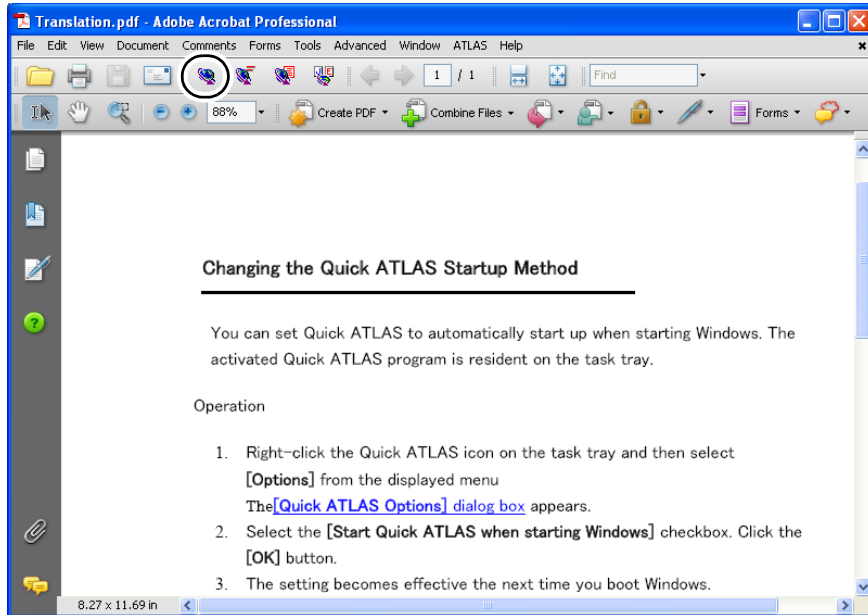 Translation.pdf - Adobe Acrobat Professional
File Edit View Document Comments Forms Tools Advanced Window ATLAS Help
1 / 1 Find
88% Create PDF Combine Files Forms
Changing the Quick ATLAS Startup Method
You can set Quick ATLAS to automatically start up when starting Windows. The
activated Quick ATLAS program is resident on the task tray.
Operation
1. Right-click the Quick ATLAS icon on the task tray and then select
[Options] from the displayed menu
The[Quick ATLAS Options] dialog box appears.
2. Select the [Start Quick ATLAS when starting Windows] checkbox. Click the
[OK] button.
3. The setting becomes effective the next time you boot Windows.
8.27 x 11.69 in